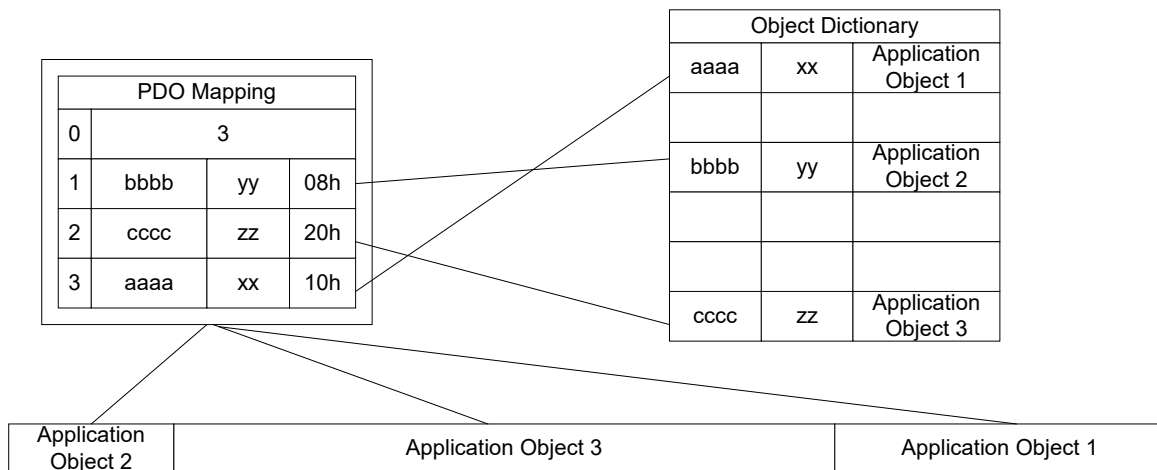 Object Dictionary
aaaa xx Application
Object 1
bbbb yy Application
Object 2
cccc zz Application
Object 3
PDO Mapping
0 3
1 bbbb yy 08h
2 cccc zz 20h
3 aaaa xx 10h
Application
Object 2
Application Object 3
Application Object 1